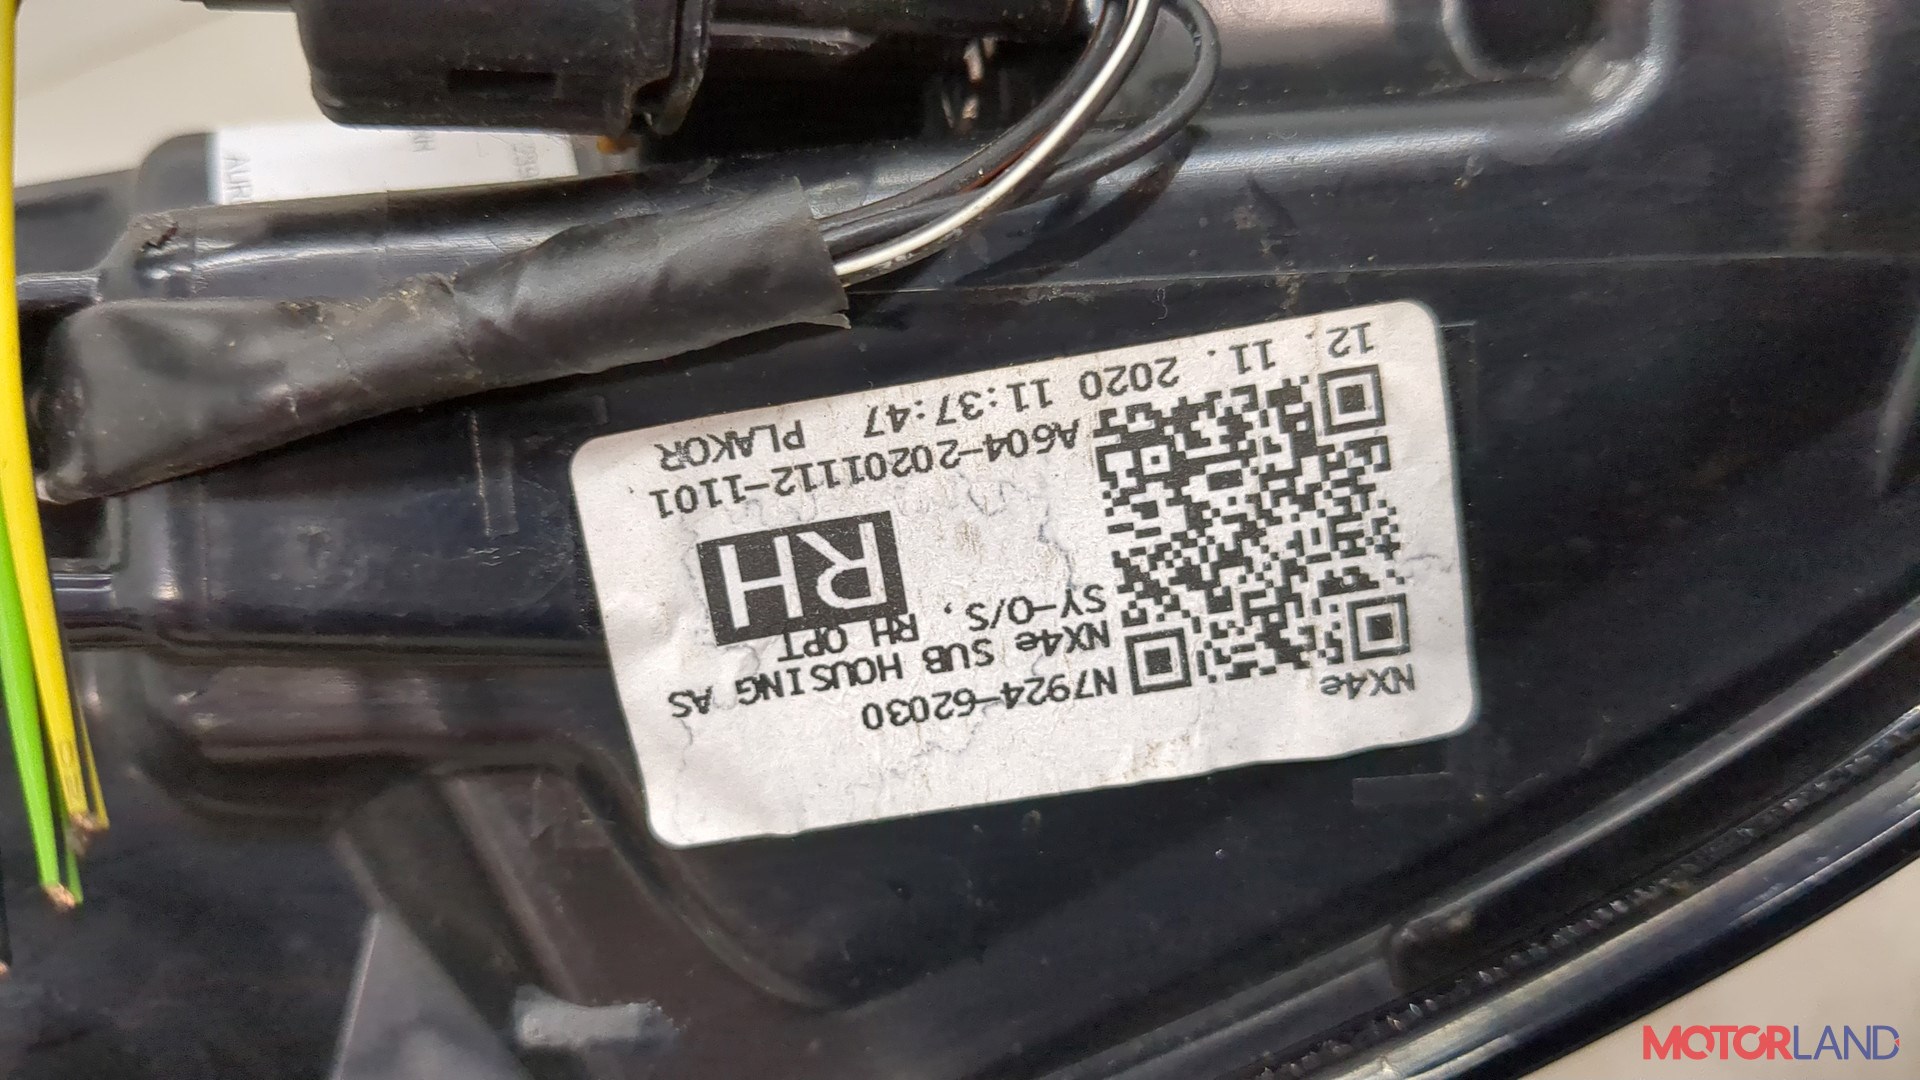 NX4e
N7924-62030
NX4e SUB HOUSING AS
SY-O/S, RH OPT
RH
A604-20201112-1101
12. 11. 2020 11:37:47 PLAKOR
AUR
MOTORLAND